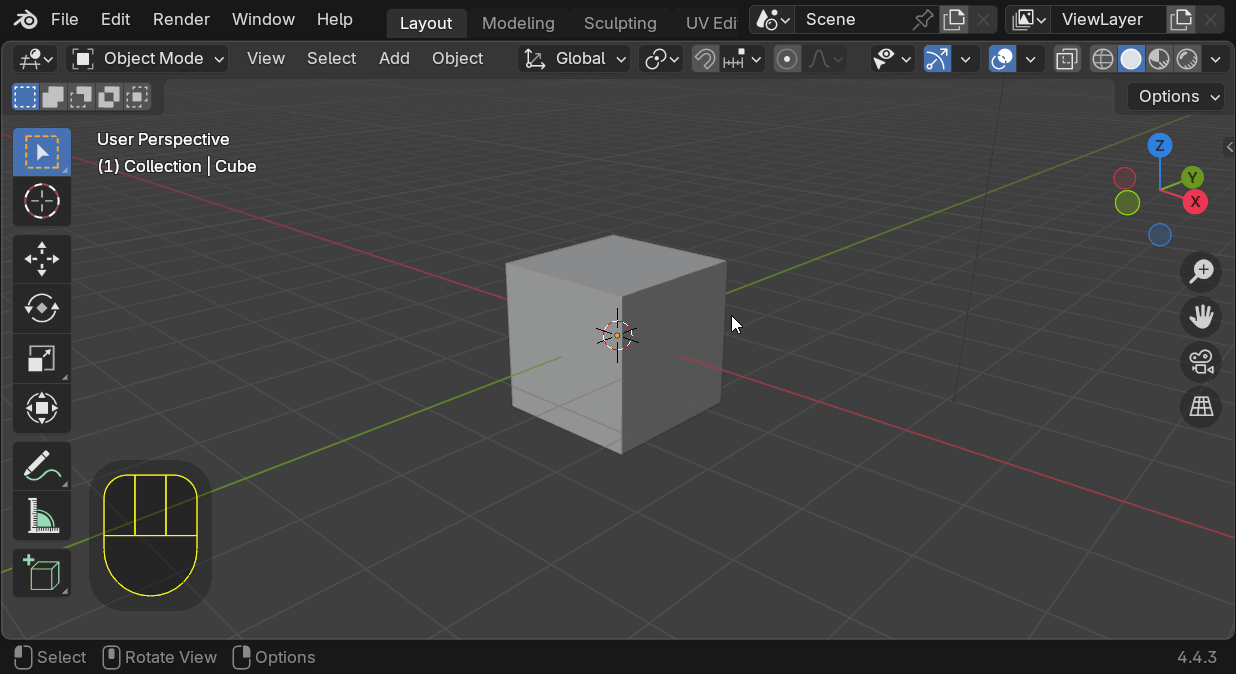 File Edit Render Window Help Layout Modeling Sculpting UV Edi Scene ViewLayer
Object Mode View Select Add Object Global
Options
User Perspective
(1) Collection | Cube
Z
Y
X
Select Rotate View Options 4.4.3